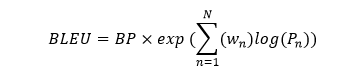 BLEU = BP × exp (∑_{n=1}^{N} (w_n)log(P_n))